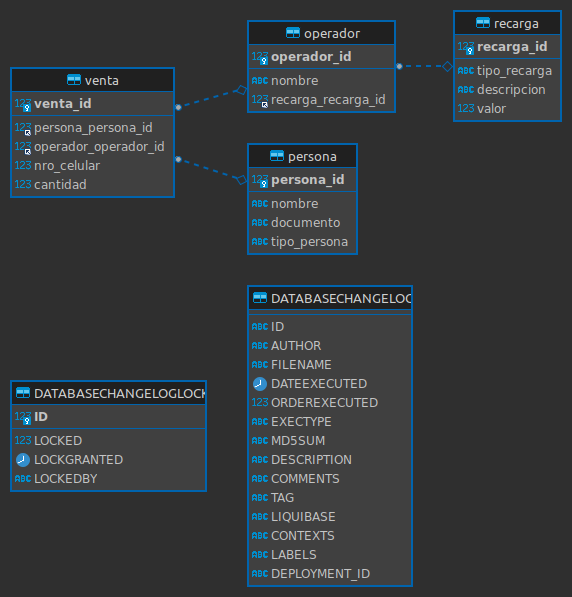 venta
123 venta_id
123 persona_persona_id
123 operador_operador_id
123 nro_celular
123 cantidad
operador
123 operador_id
ABC nombre
123 recarga_recarga_id
recarga
123 recarga_id
ABC tipo_recarga
ABC descripcion
123 valor
persona
123 persona_id
ABC nombre
ABC documento
ABC tipo_persona
DATABASECHANGELOGLOCK
123 ID
123 LOCKED
LOCKGRANTED
ABC LOCKEDBY
DATABASECHANGELOG
ABC ID
ABC AUTHOR
ABC FILENAME
DATEEXECUTED
123 ORDEREXECUTED
ABC EXECTYPE
ABC MD5SUM
ABC DESCRIPTION
ABC COMMENTS
ABC TAG
ABC LIQUIBASE
ABC CONTEXTS
ABC LABELS
ABC DEPLOYMENT_ID